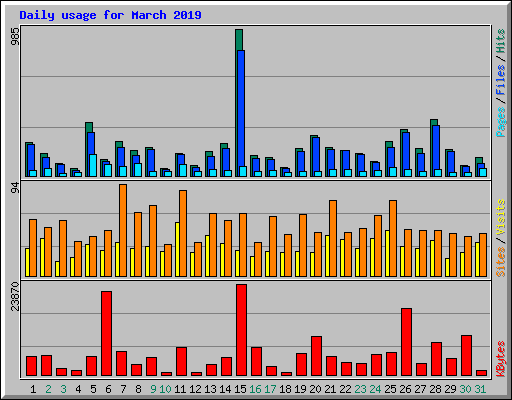 Daily usage for March 2019
985
Pages / Files / Hits
94
Sites / Visits
23870
KBytes
1 2 3 4 5 6 7 8 9 10 11 12 13 14 15 16 17 18 19 20 21 22 23 24 25 26 27 28 29 30 31